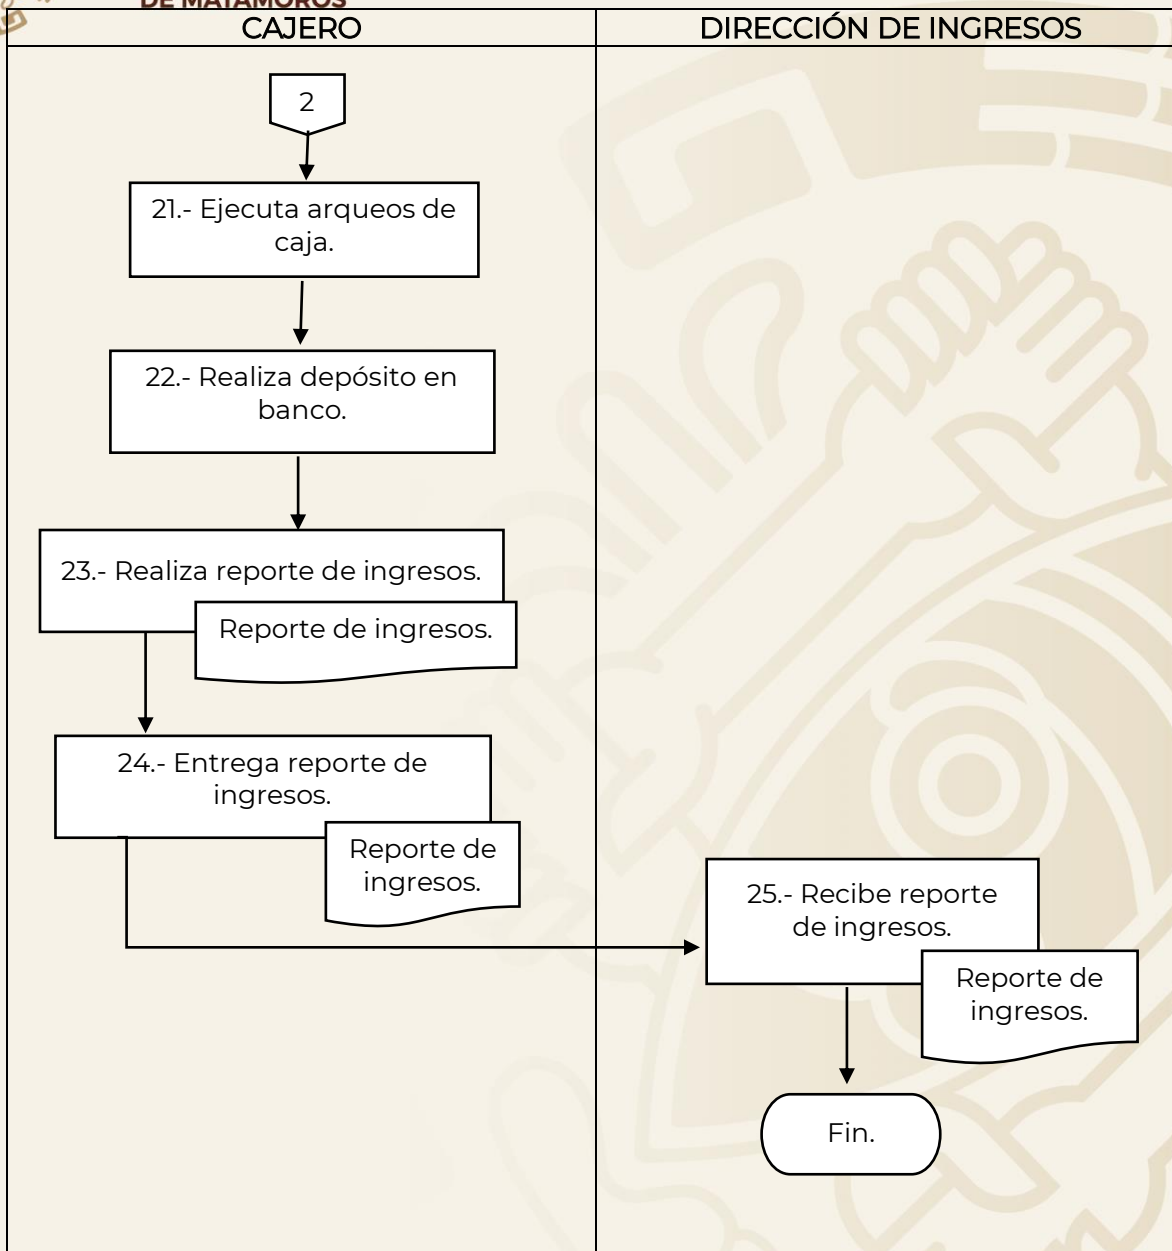 DE MATAMOROS
CAJERO
DIRECCIÓN DE INGRESOS
2
21.- Ejecuta arqueos de
caja.
22.- Realiza depósito en
banco.
23.- Realiza reporte de ingresos.
Reporte de ingresos.
24.- Entrega reporte de
ingresos.
Reporte de
ingresos.
25.- Recibe reporte
de ingresos.
Reporte de
ingresos.
Fin.